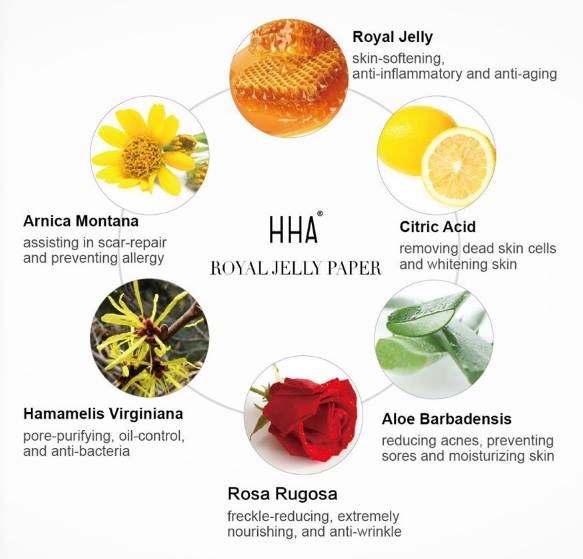 Royal Jelly
skin-softening,
anti-inflammatory and anti-aging
Arnica Montana
assisting in scar-repair
and preventing allergy
Citric Acid
removing dead skin cells
and whitening skin
HHA®
ROYAL JELLY PAPER
Hamamelis Virginiana
pore-purifying, oil-control,
and anti-bacteria
Aloe Barbadensis
reducing acnes, preventing
sores and moisturizing skin
Rosa Rugosa
freckle-reducing, extremely
nourishing, and anti-wrinkle